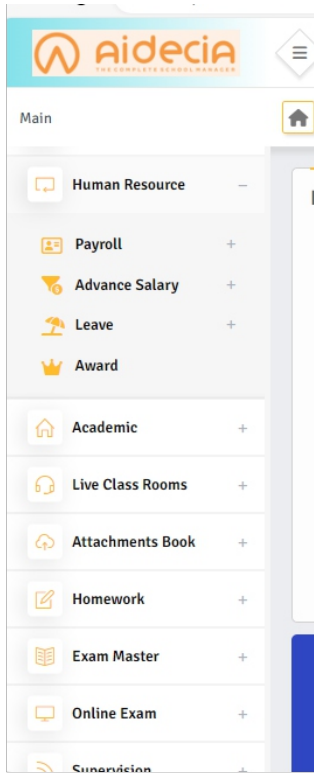 Aidecia
THE COMPLETE SCHOOL MANAGER
Main
Human Resource
Payroll
Advance Salary
Leave
Award
Academic
Live Class Rooms
Attachments Book
Homework
Exam Master
Online Exam
Supervision